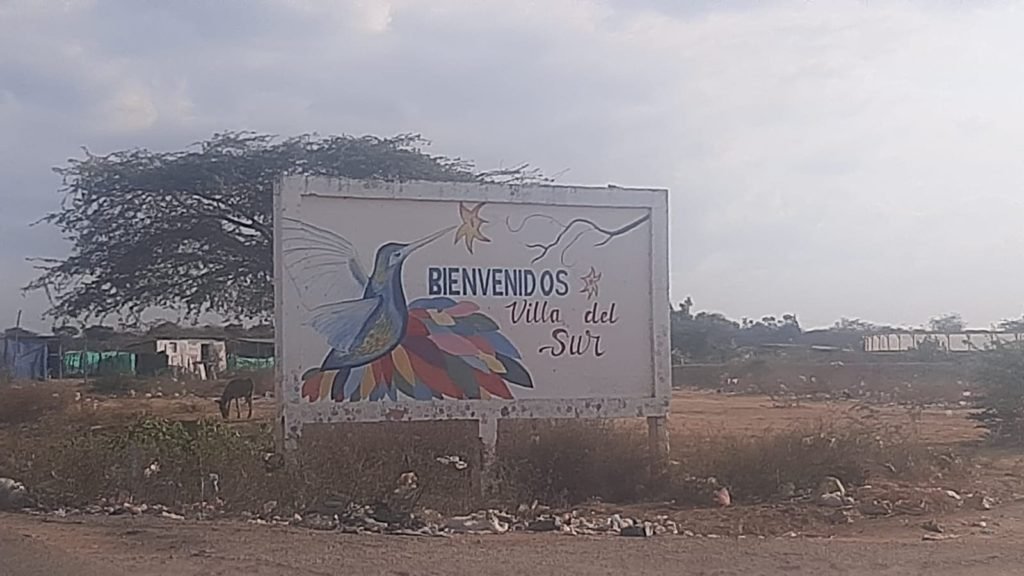 BIENVENIDOS
Villa del
Sur